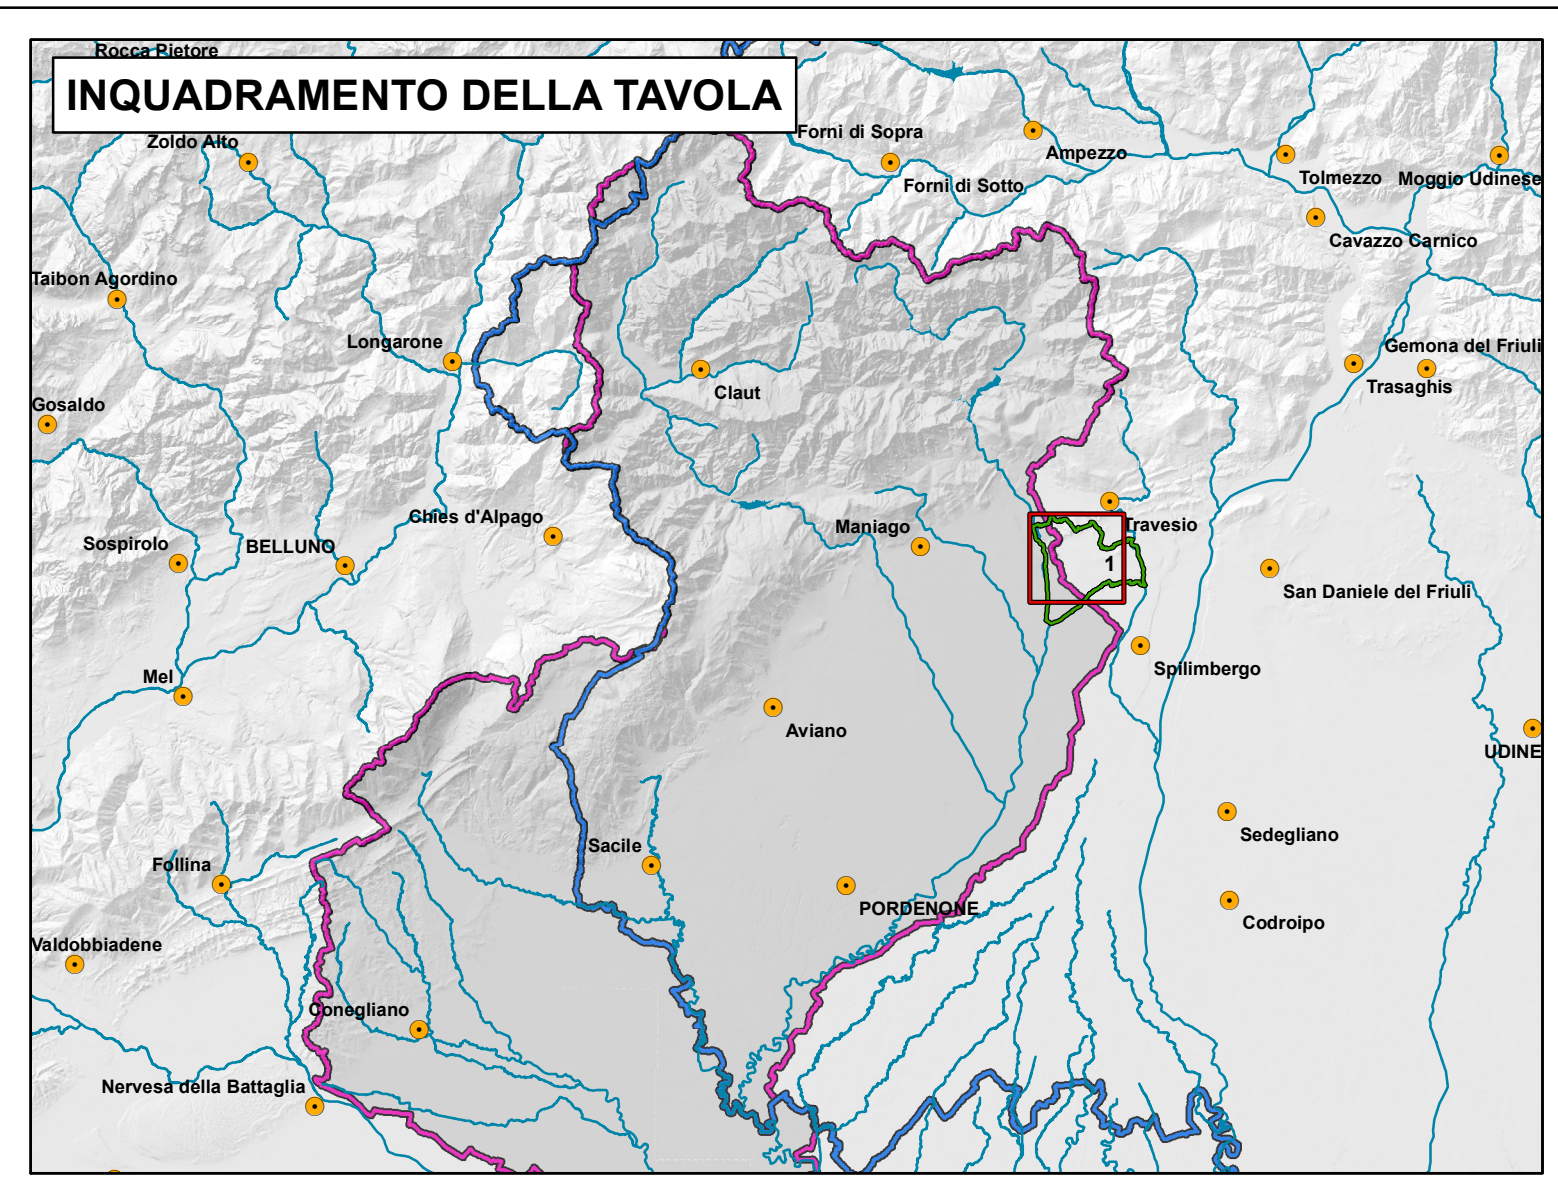 Rocca Pietore
INQUADRAMENTO DELLA TAVOLA
Zoldo Alto
Forni di Sopra
Ampezzo
Forni di Sotto
Tolmezzo
Moggio Udinese
Cavazzo Carnico
Taibon Agordino
Longarone
Gemona del Friuli
Trasaghis
Claut
Gosaldo
Chies d'Alpago
Maniago
Travesio
Sospirolo
BELLUNO
1
San Daniele del Friuli
Mel
Spilimbergo
Aviano
UDINE
Sedegliano
Sacile
Follina
PORDENONE
Codroipo
Valdobbiadene
Conegliano
Nervesa della Battaglia